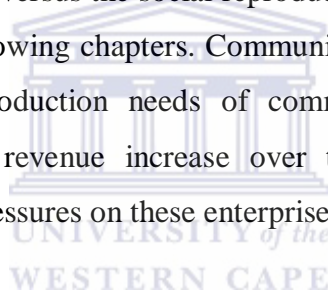 versus the social reprodu
owing chapters. Communi
oduction needs of comm
revenue increase over t
essures on these enterprise
UNIVERSITY of the
WESTERN CAPE